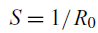 S = 1/R₀